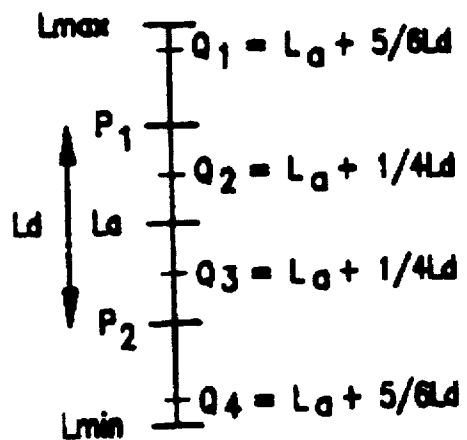 Lmax
Q1 = La + 5/6Ld
P1
Q2 = La + 1/4Ld
Ld La
Q3 = La + 1/4Ld
P2
Q4 = La + 5/6Ld
Lmin